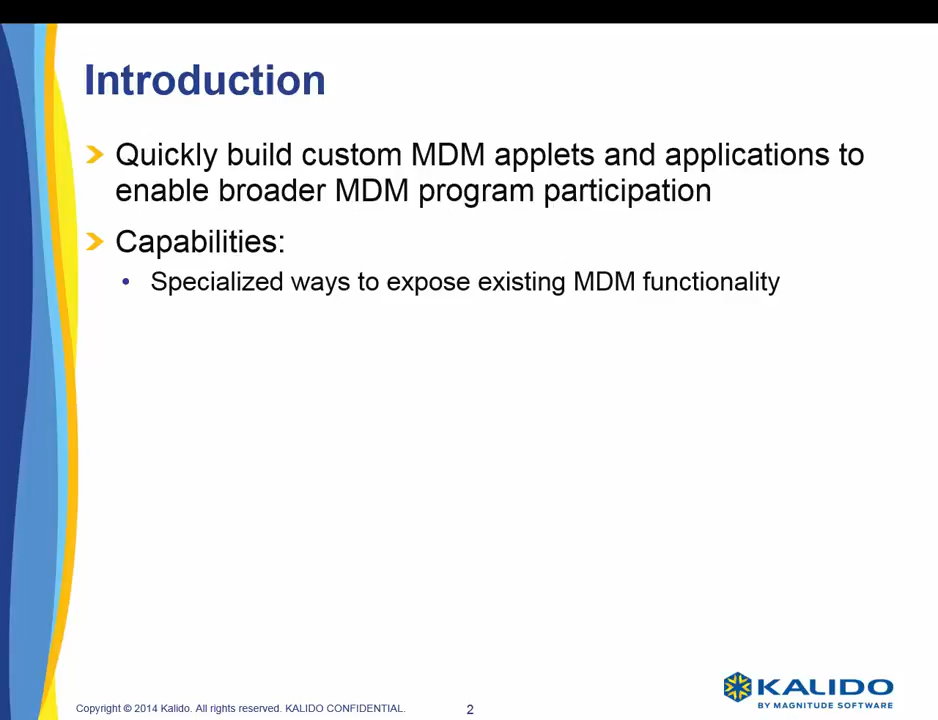 Introduction
Quickly build custom MDM applets and applications to
enable broader MDM program participation
Capabilities:
• Specialized ways to expose existing MDM functionality
KALIDO
BY MAGNITUDE SOFTWARE
Copyright © 2014 Kalido. All rights reserved. KALIDO CONFIDENTIAL.
2